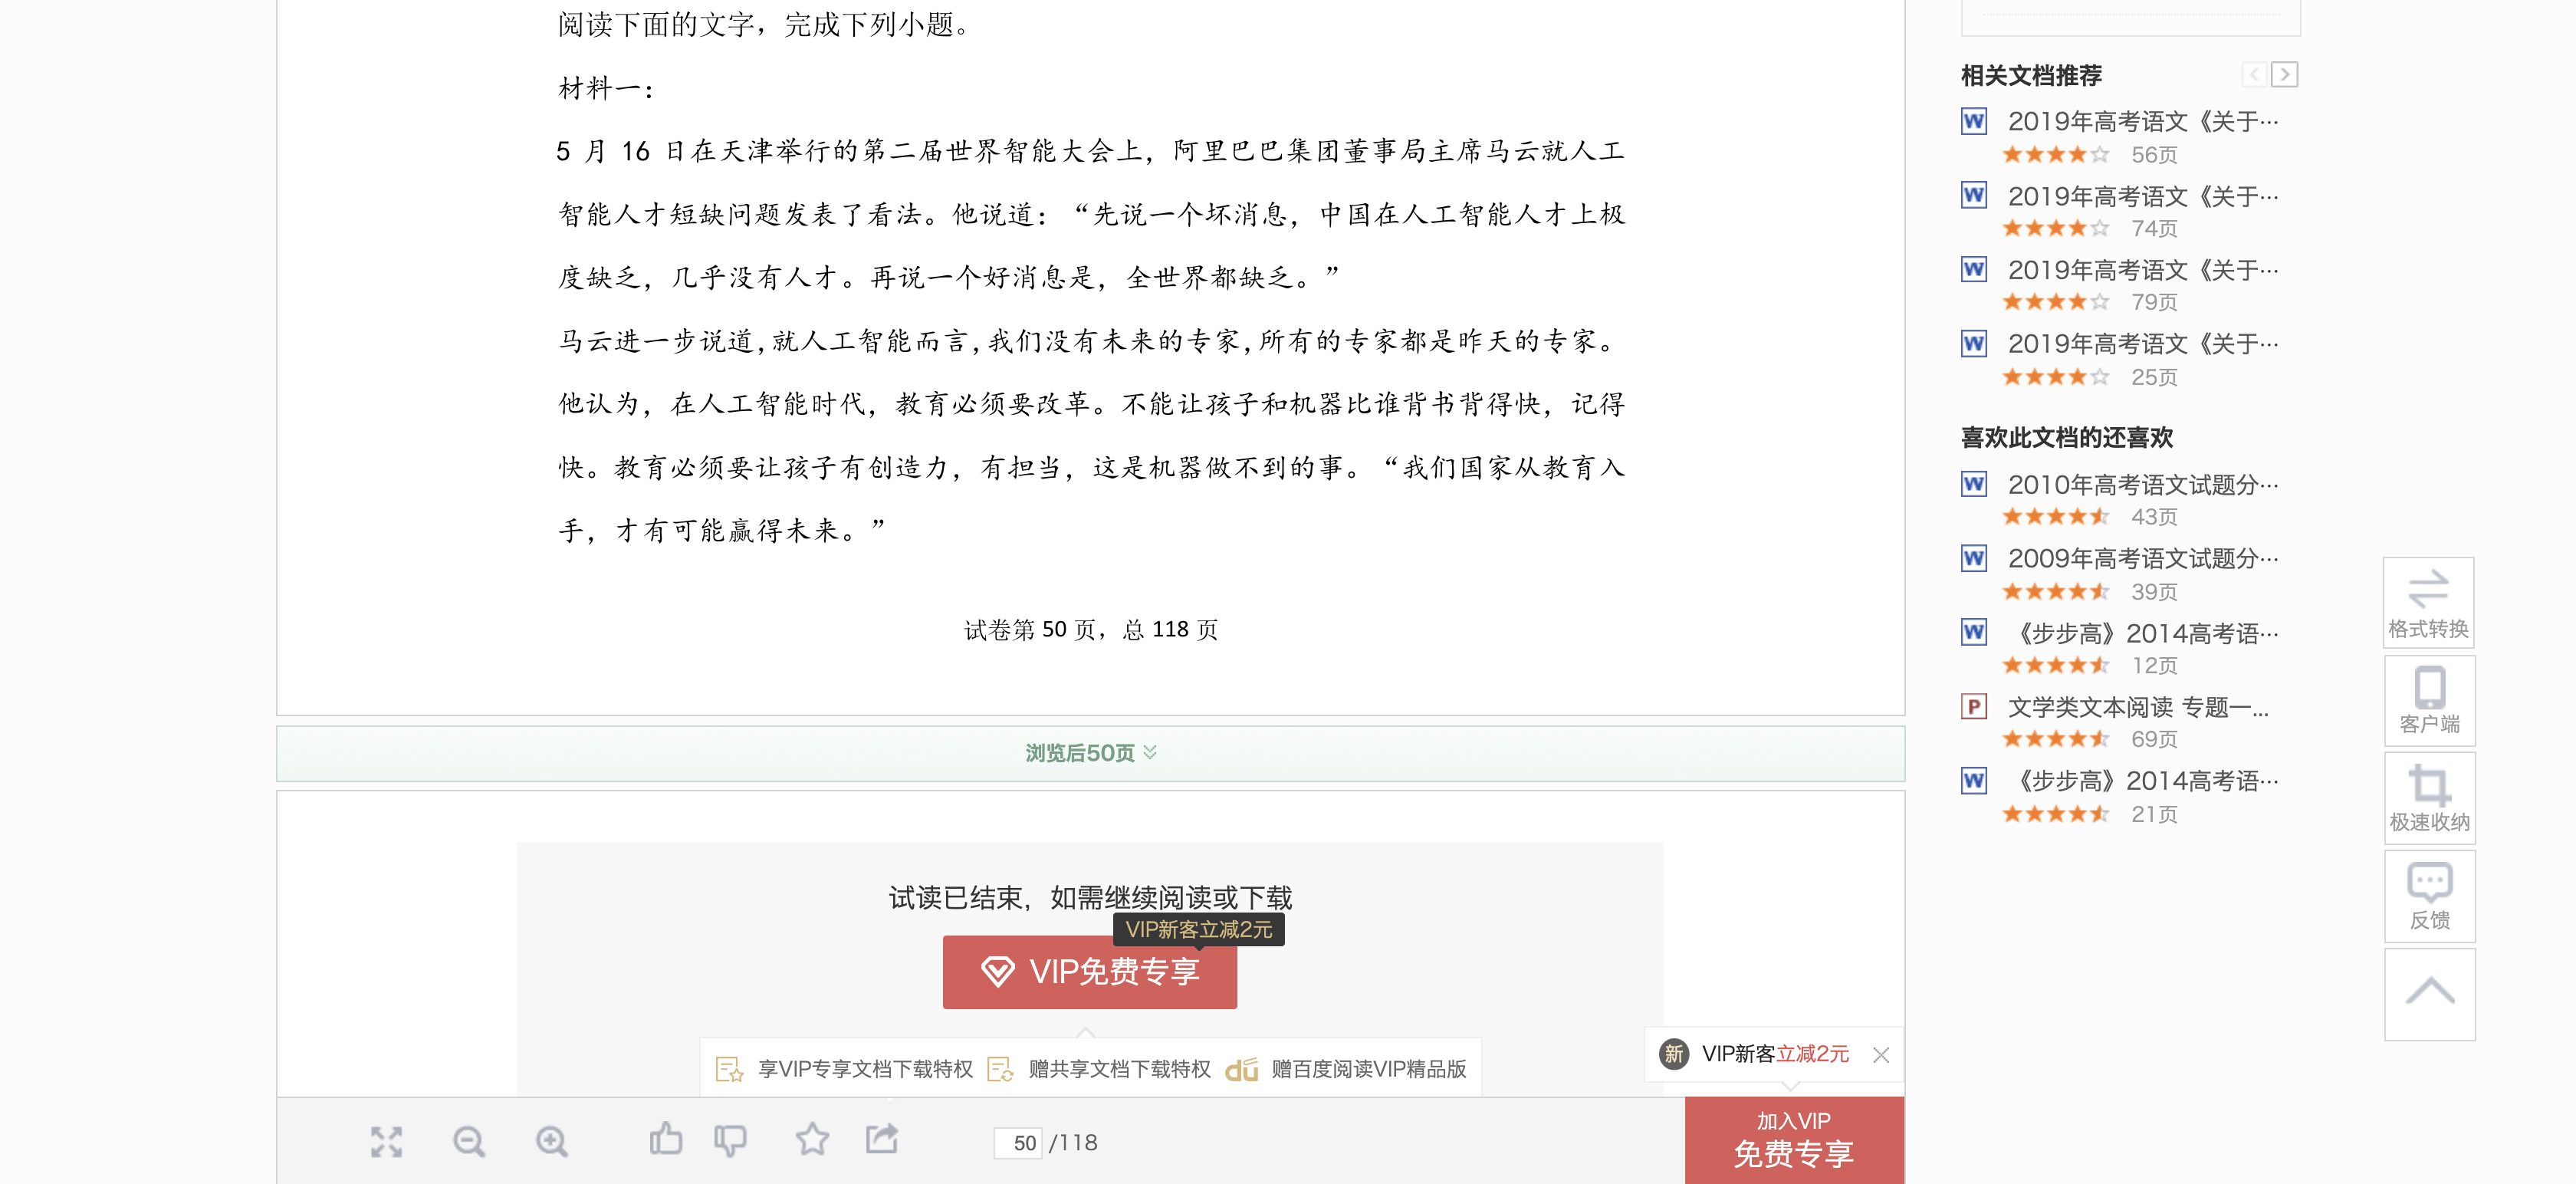 阅读下面的文字，完成下列小题。
材料一：
5 月 16 日在天津举行的第二届世界智能大会上，阿里巴巴集团董事局主席马云就人工
智能人才短缺问题发表了看法。他说道：“先说一个坏消息，中国在人工智能人才上极
度缺乏，几乎没有人才。再说一个好消息是，全世界都缺乏。”
马云进一步说道,就人工智能而言,我们没有未来的专家,所有的专家都是昨天的专家。
他认为，在人工智能时代，教育必须要改革。不能让孩子和机器比谁背书背得快，记得
快。教育必须要让孩子有创造力，有担当，这是机器做不到的事。“我们国家从教育入
手，才有可能赢得未来。”
试卷第 50 页，总 118 页
浏览后50页
试读已结束，如需继续阅读或下载
VIP新客立减2元
VIP免费专享
享VIP专享文档下载特权 赠共享文档下载特权 dū 赠百度阅读VIP精品版
新 VIP新客立减2元
50 /118
加入VIP
免费专享
相关文档推荐
W 2019年高考语文《关于…
56页
W 2019年高考语文《关于…
74页
W 2019年高考语文《关于…
79页
W 2019年高考语文《关于…
25页
喜欢此文档的还喜欢
W 2010年高考语文试题分…
43页
W 2009年高考语文试题分…
39页
W 《步步高》2014高考语…
12页
P 文学类文本阅读 专题一...
69页
W 《步步高》2014高考语…
21页
格式转换
客户端
极速收纳
反馈